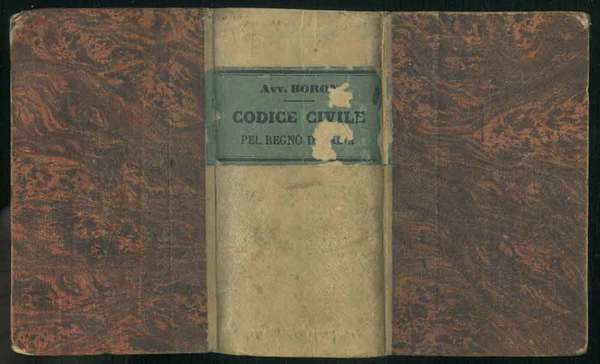 Avv.
CODICE CIVILE
PEL REGNO